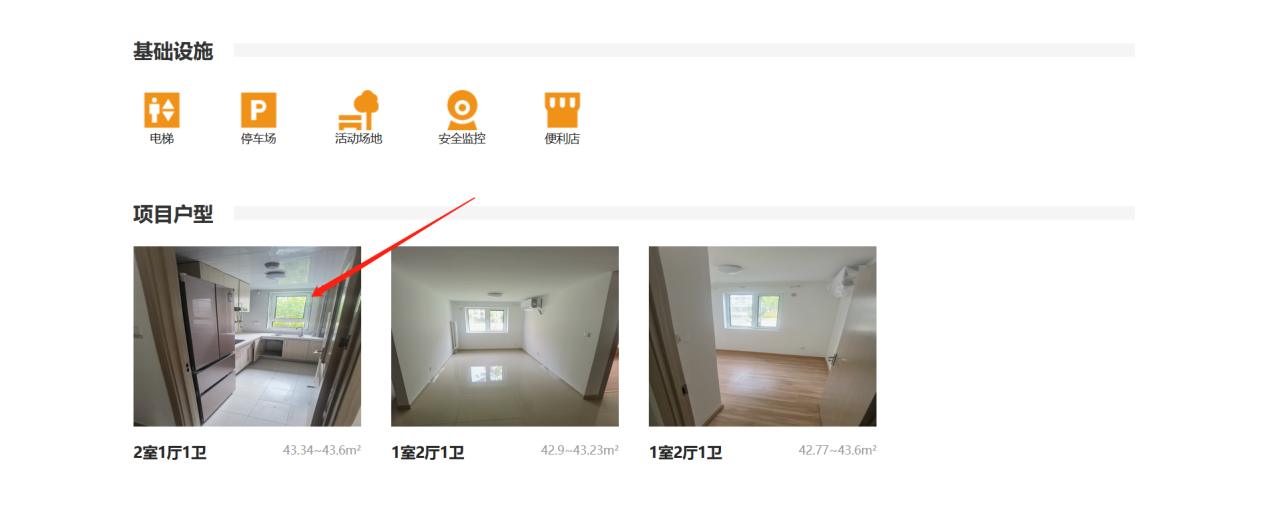 基础设施
P
电梯 停车场 活动场地 安全监控 便利店
项目户型
2室1厅1卫 43.34~43.6m² 1室2厅1卫 42.9~43.23m² 1室2厅1卫 42.77~43.6m²